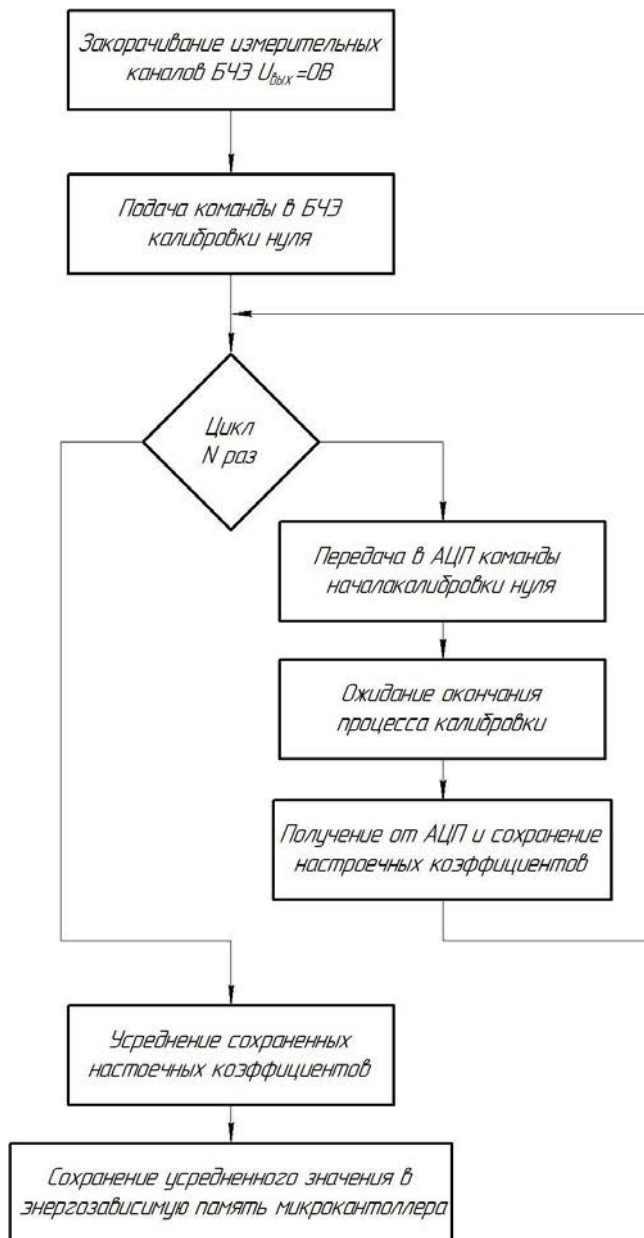 Закорачивание измерительных
каналов БЧЭ Uвых =0В
Подача команды в БЧЭ
калибровки нуля
Цикл
N раз
Передача в АЦП команды
началакалибровки нуля
Ожидание окончания
процесса калибровки
Получение от АЦП и сохранение
настроечных коэффициентов
Усреднение сохраненных
настоечных коэффициентов
Сохранение усредненного значения в
энергозависимую память микрокантоллера